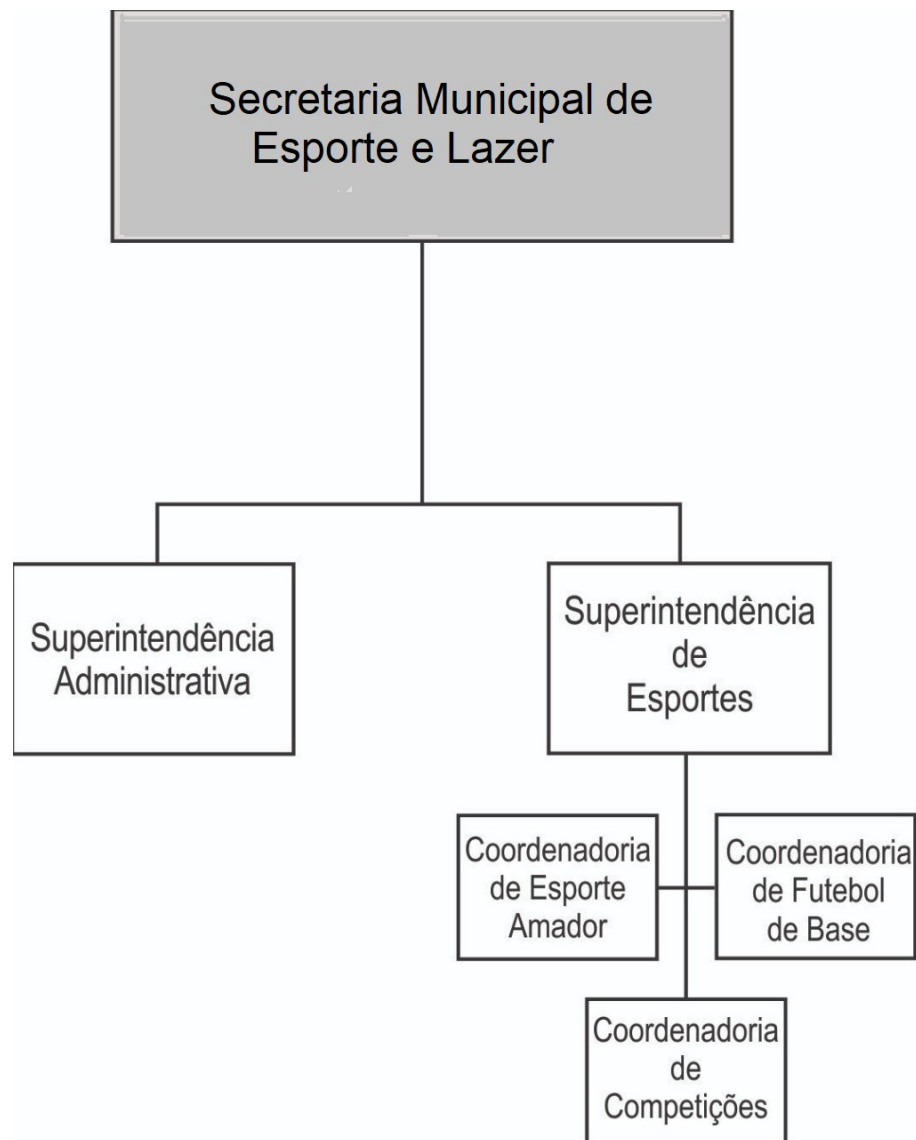 Secretaria Municipal de
Esporte e Lazer
Superintendência
Administrativa
Superintendência
de
Esportes
Coordenadoria
de Esporte
Amador
Coordenadoria
de Futebol
de Base
Coordenadoria
de
Competições